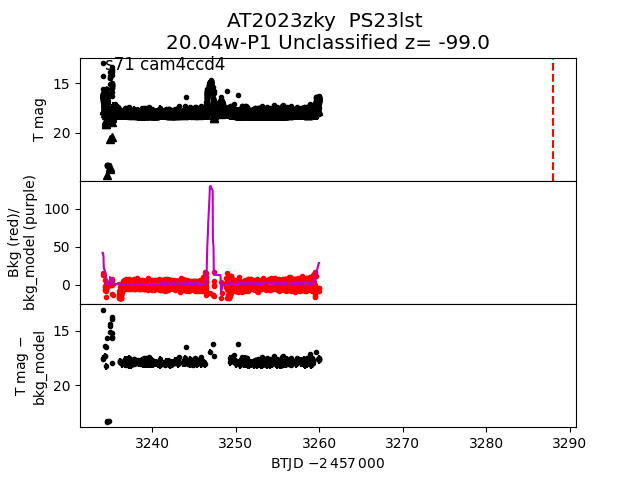 AT2023zky PS23lst
20.04w-P1 Unclassified z= -99.0
s71 cam4ccd4
T mag
15
20
Bkg (red)/
bkg_model (purple)
100
50
0
T mag −
bkg_model
15
20
3240 3250 3260 3270 3280 3290
BTJD −2 457 000